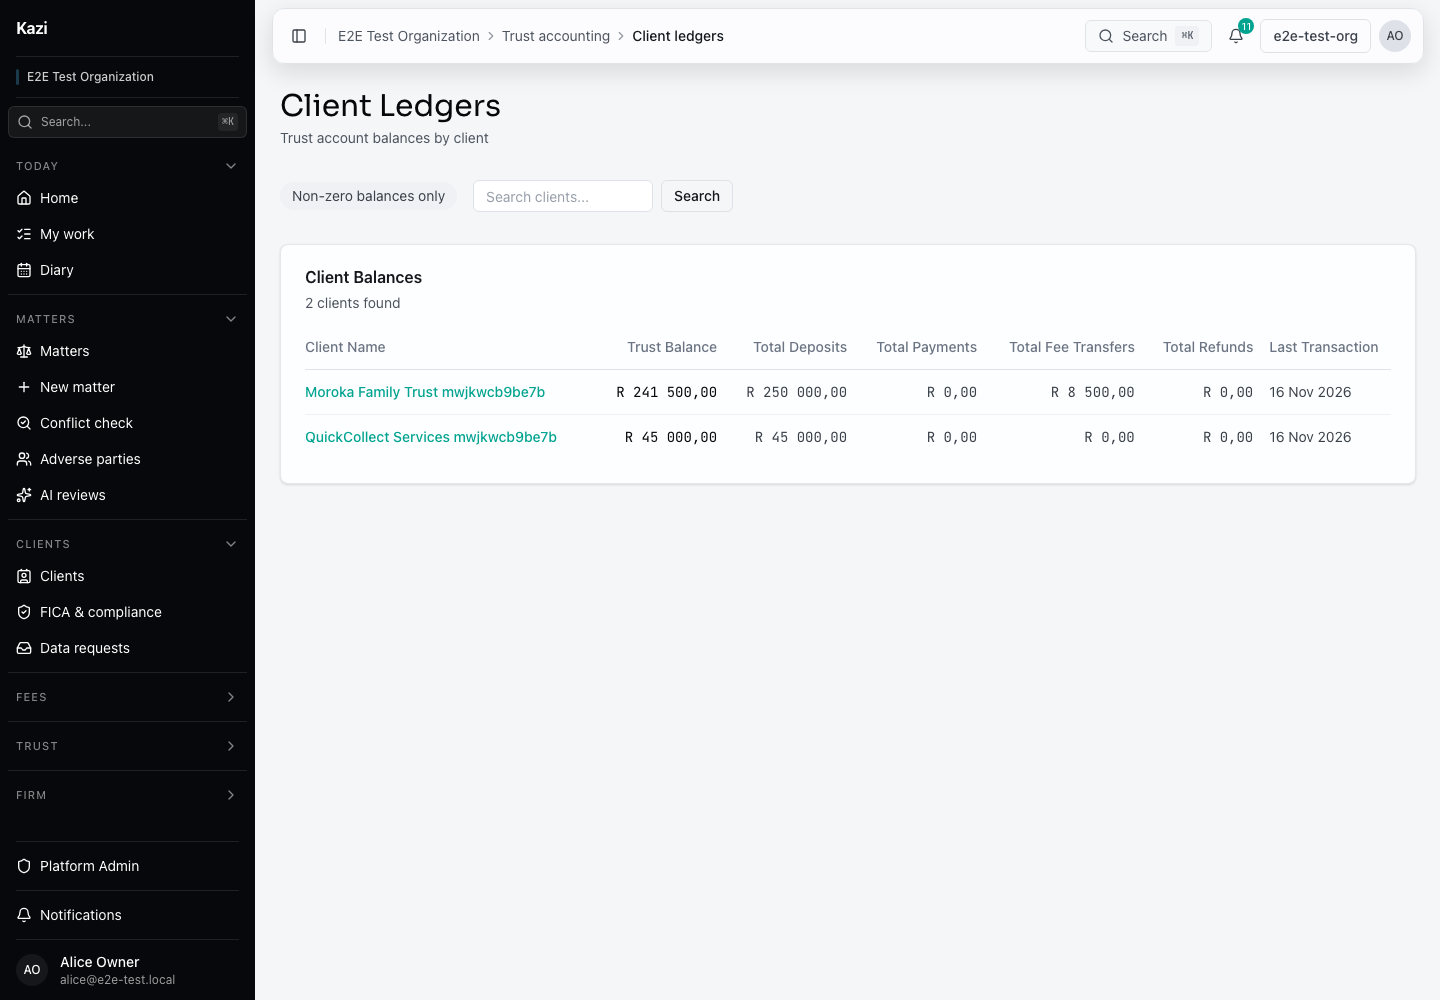 Kazi
E2E Test Organization
Search... ⌘K
TODAY
Home
My work
Diary
MATTERS
Matters
New matter
Conflict check
Adverse parties
AI reviews
CLIENTS
Clients
FICA & compliance
Data requests
FEES
TRUST
FIRM
Platform Admin
Notifications
AO Alice Owner
alice@e2e-test.local
E2E Test Organization > Trust accounting > Client ledgers Search ⌘K 11 e2e-test-org AO
Client Ledgers
Trust account balances by client
Non-zero balances only Search clients... Search
Client Balances
2 clients found
Client Name Trust Balance Total Deposits Total Payments Total Fee Transfers Total Refunds Last Transaction
Moroka Family Trust mwjkwcb9be7b R 241 500,00 R 250 000,00 R 0,00 R 8 500,00 R 0,00 16 Nov 2026
QuickCollect Services mwjkwcb9be7b R 45 000,00 R 45 000,00 R 0,00 R 0,00 R 0,00 16 Nov 2026